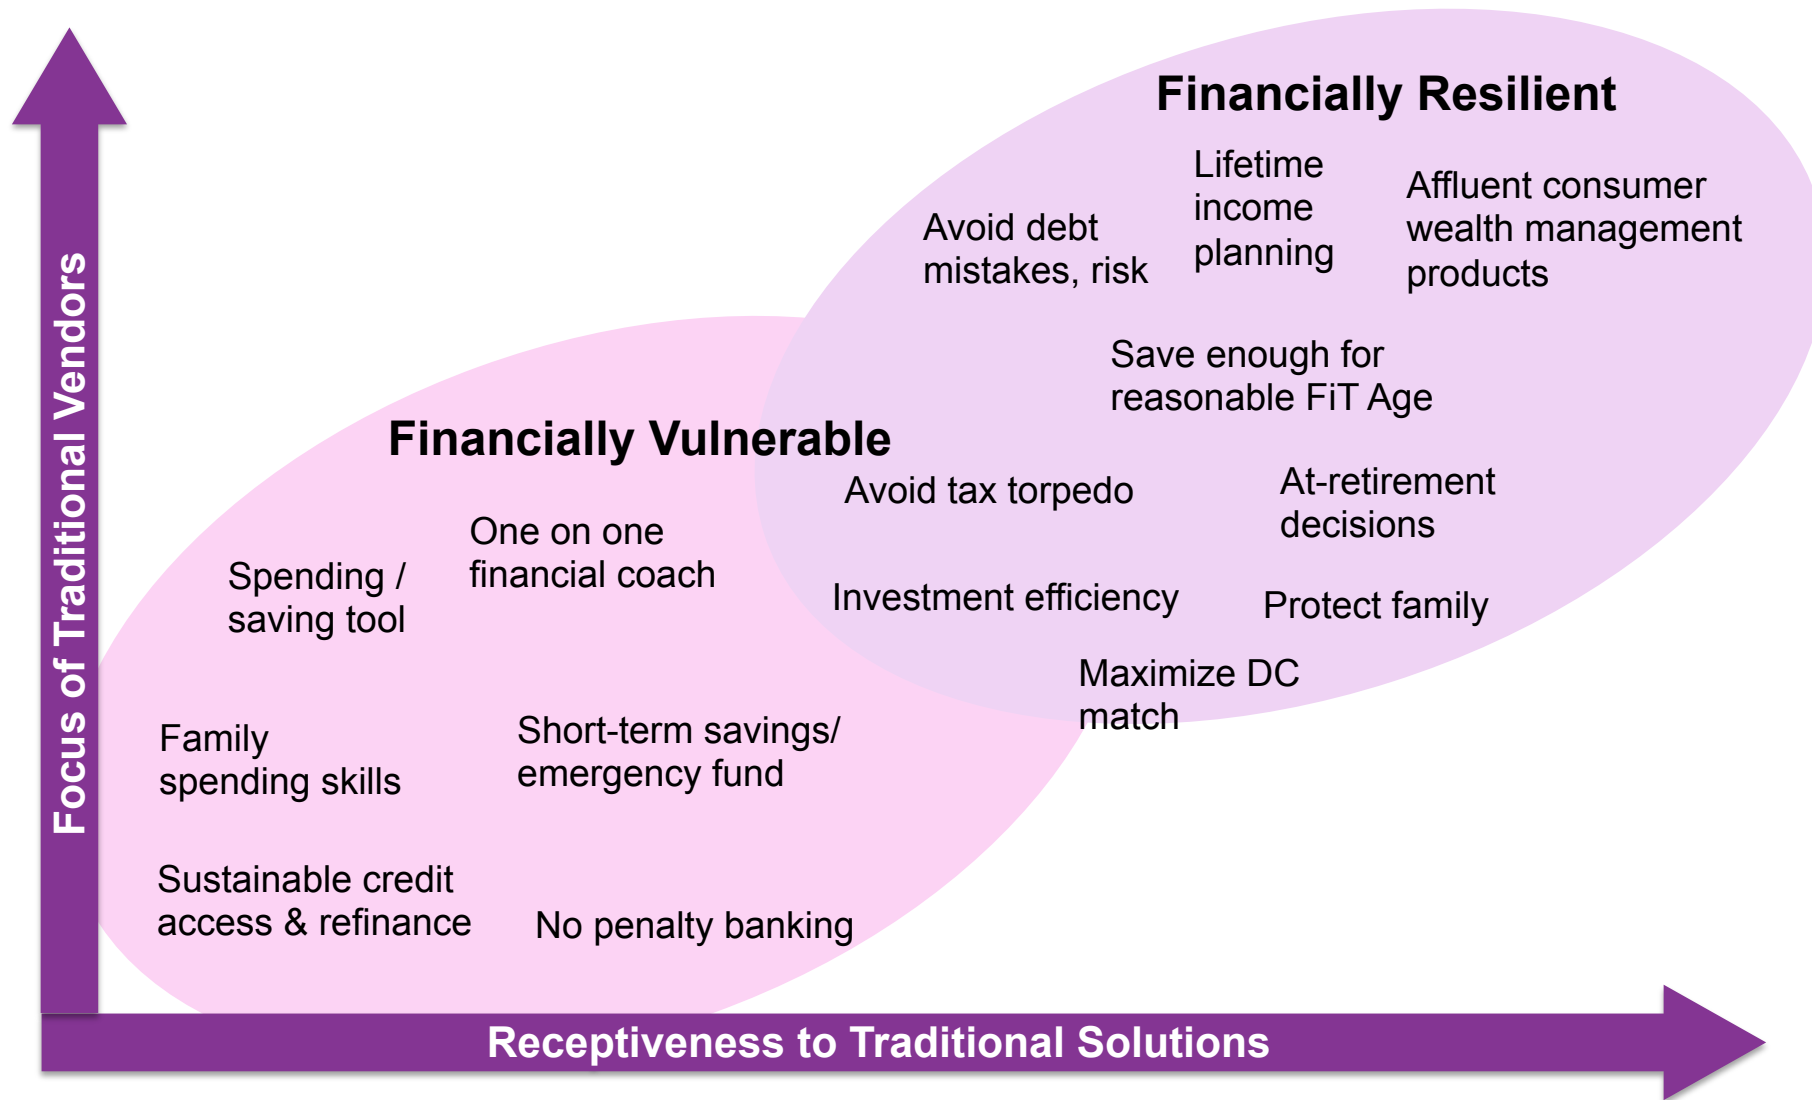 Financially Resilient
Lifetime
income
planning
Affluent consumer
wealth management
products
Avoid debt
mistakes, risk
Save enough for
reasonable FiT Age
Financially Vulnerable
Avoid tax torpedo
At-retirement
decisions
One on one
financial coach
Spending /
saving tool
Investment efficiency
Protect family
Maximize DC
match
Family
spending skills
Short-term savings/
emergency fund
Sustainable credit
access & refinance
No penalty banking
Focus of Traditional Vendors
Receptiveness to Traditional Solutions